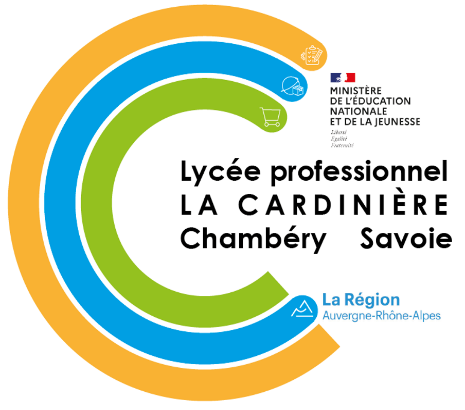 MINISTÈRE
DE L'ÉDUCATION
NATIONALE
ET DE LA JEUNESSE
Liberté
Égalité
Fraternité
Lycée professionnel
LA CARDINIÈRE
Chambéry Savoie
La Région
Auvergne-Rhône-Alpes